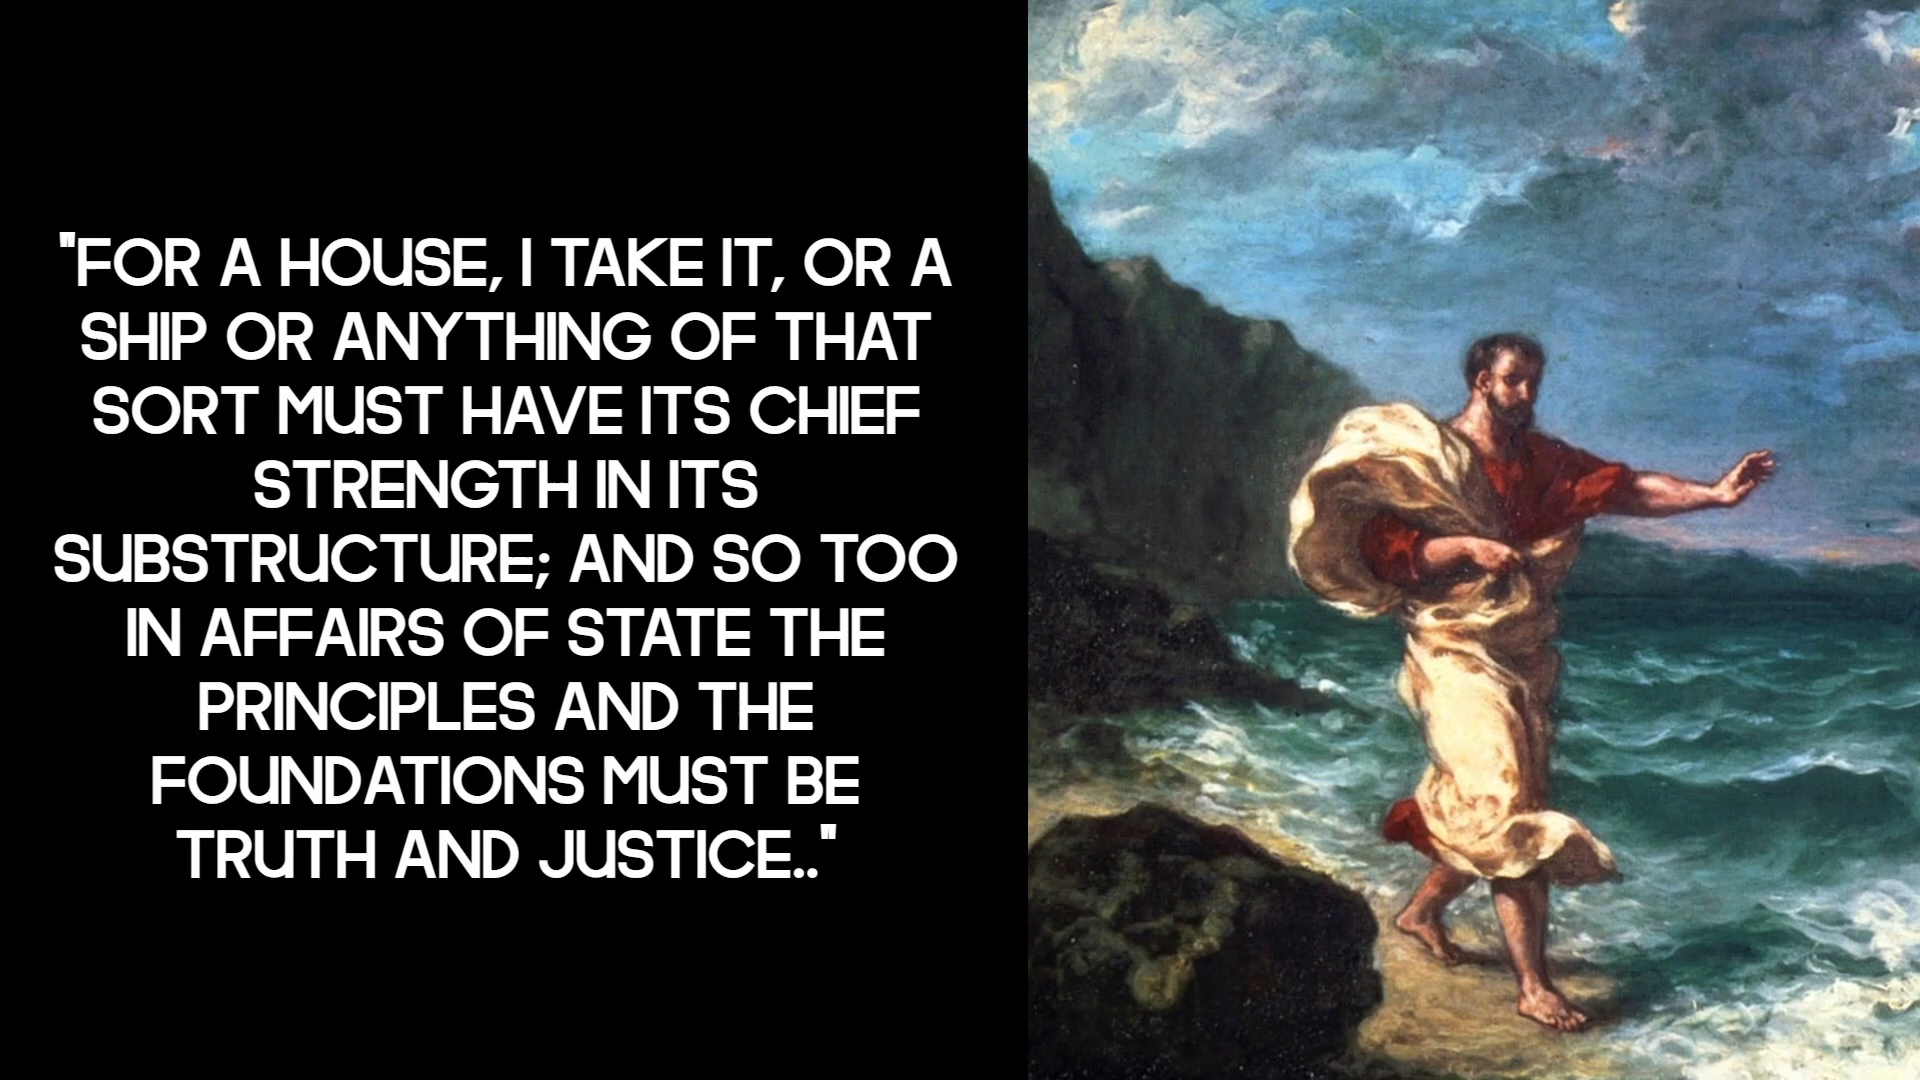 "FOR A HOUSE, I TAKE IT, OR A
SHIP OR ANYTHING OF THAT
SORT MUST HAVE ITS CHIEF
STRENGTH IN ITS
SUBSTRUCTURE; AND SO TOO
IN AFFAIRS OF STATE THE
PRINCIPLES AND THE
FOUNDATIONS MUST BE
TRUTH AND JUSTICE.."